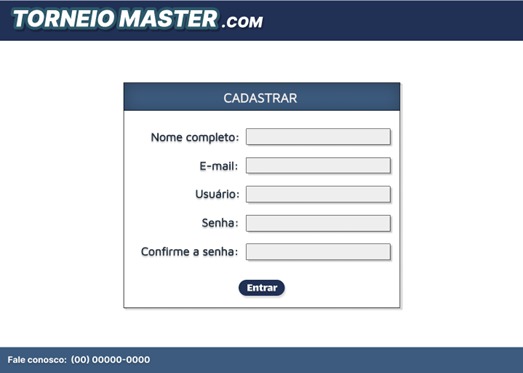 TORNEIO MASTER .COM
CADASTRAR
Nome completo:
E-mail:
Usuário:
Senha:
Confirme a senha:
Entrar
Fale conosco: (00) 00000-0000